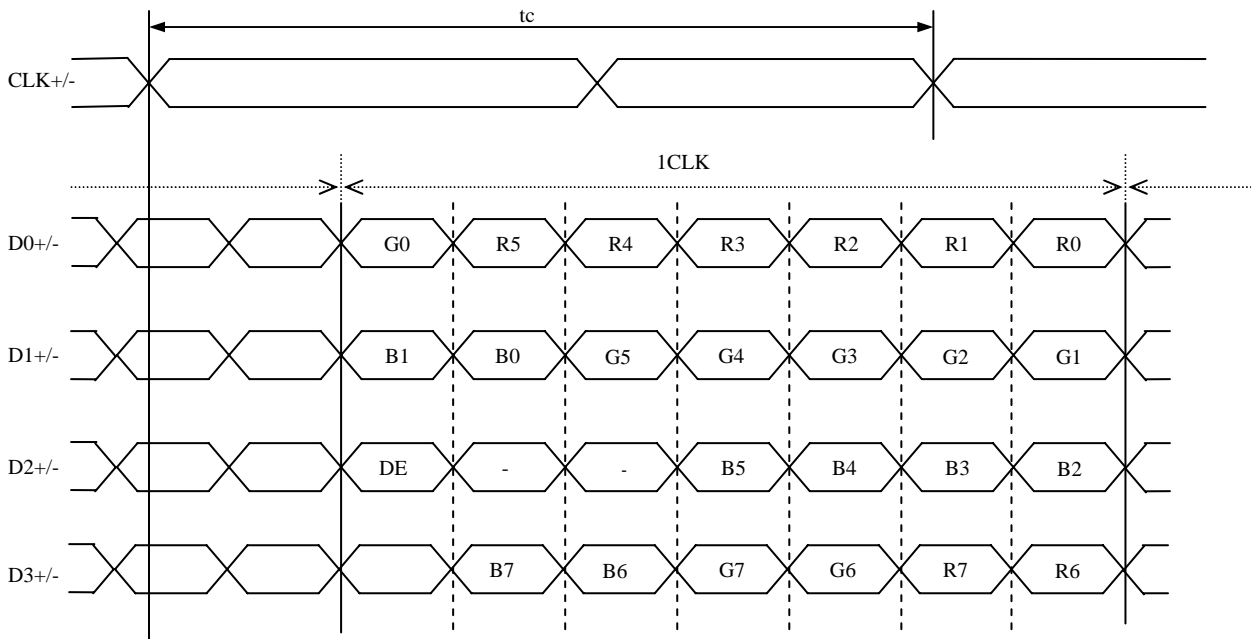 tc
CLK+/-
1CLK
D0+/- G0 R5 R4 R3 R2 R1 R0
D1+/- B1 B0 G5 G4 G3 G2 G1
D2+/- DE - - B5 B4 B3 B2
D3+/- B7 B6 G7 G6 R7 R6